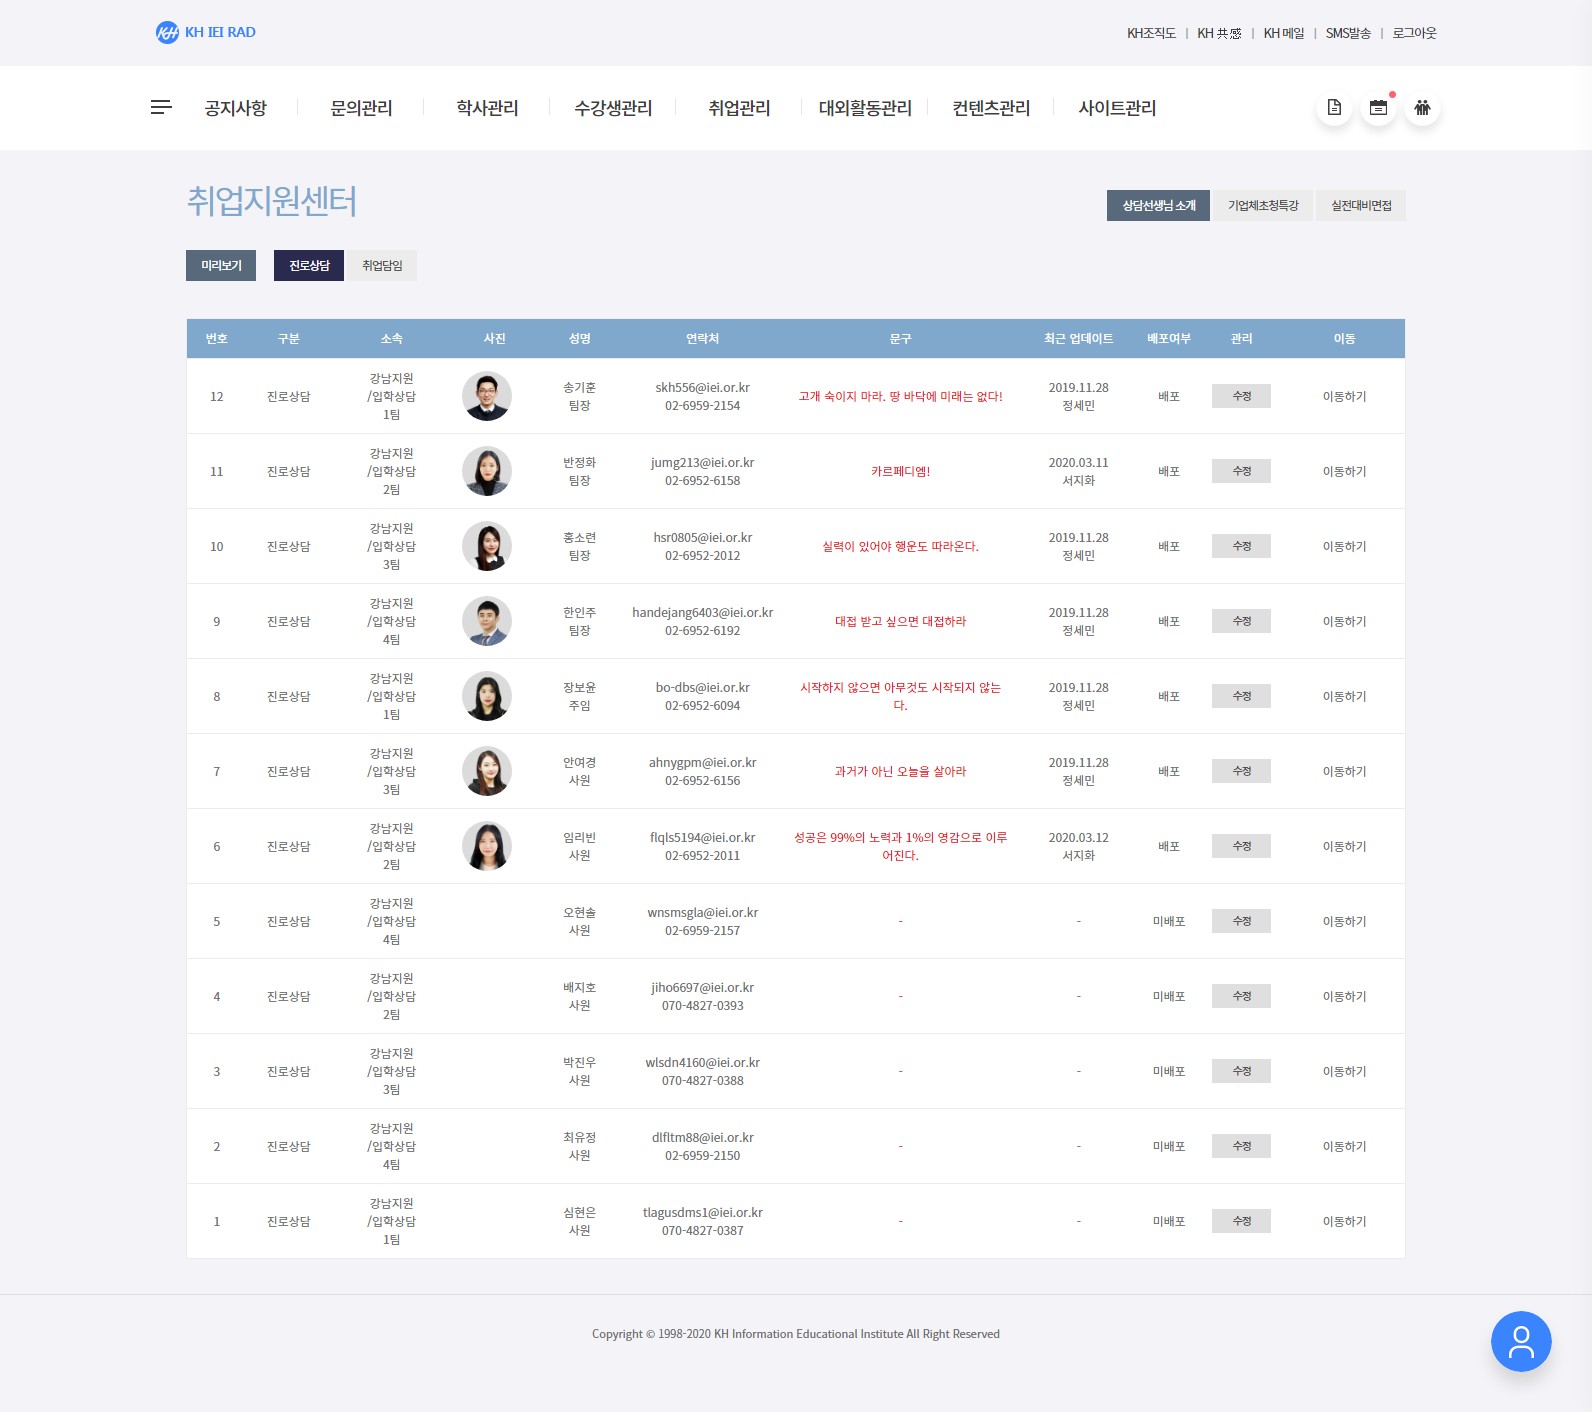 KH IEI RAD
KH조직도 | KH 共感 | KH 메일 | SMS발송 | 로그아웃
공지사항 문의관리 학사관리 수강생관리 취업관리 대외활동관리 컨텐츠관리 사이트관리
취업지원센터
상담선생님 소개 기업체초청특강 실전대비면접
미리보기 진로상담 취업담임
번호 구분 소속 사진 성명 연락처 문구 최근 업데이트 배포여부 관리 이동
강남지원 송기훈 skh556@iei.or.kr 2019.11.28
12 진로상담 /입학상담 고개 숙이지 마라. 땅 바닥에 미래는 없다! 배포 수정 이동하기
1팀 팀장 02-6959-2154 정세민
강남지원 반정화 jumg213@iei.or.kr 2020.03.11
11 진로상담 /입학상담 카르페디엠! 배포 수정 이동하기
2팀 팀장 02-6952-6158 서지화
강남지원 홍소련 hsr0805@iei.or.kr 2019.11.28
10 진로상담 /입학상담 실력이 있어야 행운도 따라온다. 배포 수정 이동하기
3팀 팀장 02-6952-2012 정세민
강남지원 한인주 handejang6403@iei.or.kr 2019.11.28
9 진로상담 /입학상담 대접 받고 싶으면 대접하라 배포 수정 이동하기
4팀 팀장 02-6952-6192 정세민
강남지원 장보윤 bo-dbs@iei.or.kr 시작하지 않으면 아무것도 시작되지 않는 2019.11.28
8 진로상담 /입학상담 배포 수정 이동하기
1팀 주임 02-6952-6094 다. 정세민
강남지원 안여경 ahnygpm@iei.or.kr 2019.11.28
7 진로상담 /입학상담 과거가 아닌 오늘을 살아라 배포 수정 이동하기
3팀 사원 02-6952-6156 정세민
강남지원 임리빈 flqls5194@iei.or.kr 성공은 99%의 노력과 1%의 영감으로 이루 2020.03.12
6 진로상담 /입학상담 배포 수정 이동하기
2팀 사원 02-6952-2011 어진다. 서지화
강남지원 오현솔 wnsmsgla@iei.or.kr
5 진로상담 /입학상담 - - 미배포 수정 이동하기
4팀 사원 02-6959-2157
강남지원 배지호 jiho6697@iei.or.kr
4 진로상담 /입학상담 - - 미배포 수정 이동하기
2팀 사원 070-4827-0393
강남지원 박진우 wlsdn4160@iei.or.kr
3 진로상담 /입학상담 - - 미배포 수정 이동하기
3팀 사원 070-4827-0388
강남지원 최유정 dlfltm88@iei.or.kr
2 진로상담 /입학상담 - - 미배포 수정 이동하기
4팀 사원 02-6959-2150
강남지원 심현은 tlagusdms1@iei.or.kr
1 진로상담 /입학상담 - - 미배포 수정 이동하기
1팀 사원 070-4827-0387
Copyright © 1998-2020 KH Information Educational Institute All Right Reserved